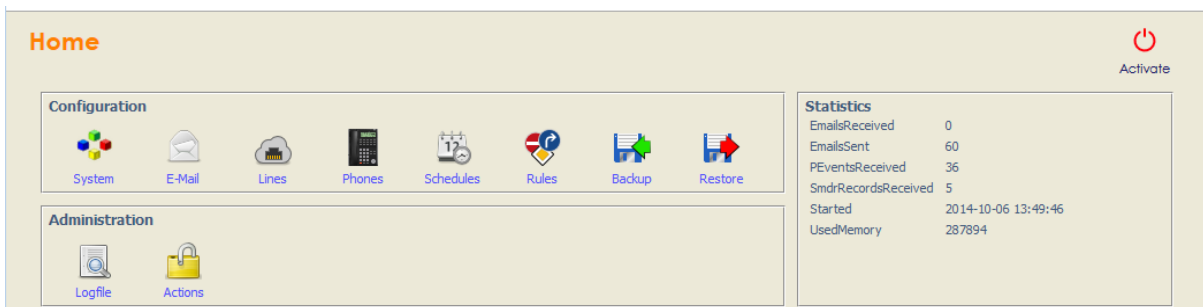 Home
Activate
Configuration
System E-Mail Lines Phones Schedules Rules Backup Restore
Administration
Logfile Actions
Statistics
EmailsReceived 0
EmailsSent 60
PEventsReceived 36
SmdrRecordsReceived 5
Started 2014-10-06 13:49:46
UsedMemory 287894